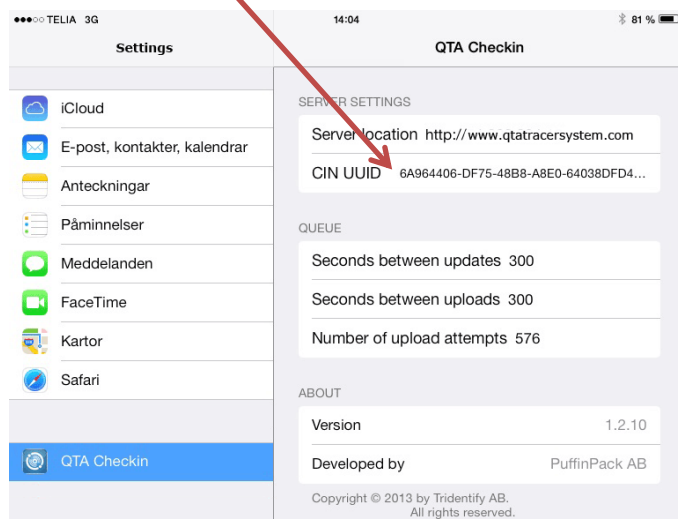 TELIA 3G 14:04 81 %
Settings QTA Checkin
iCloud
E-post, kontakter, kalendrar
Anteckningar
Påminnelser
Meddelanden
FaceTime
Kartor
Safari
QTA Checkin
SERVER SETTINGS
Server location http://www.qtatracersystem.com
CIN UUID 6A964406-DF75-48B8-A8E0-64038DFD4...
QUEUE
Seconds between updates 300
Seconds between uploads 300
Number of upload attempts 576
ABOUT
Version 1.2.10
Developed by PuffinPack AB
Copyright © 2013 by Tridentify AB.
All rights reserved.